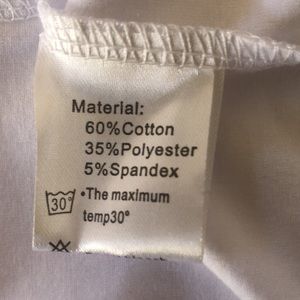 Material:
60%Cotton
35%Polyester
5%Spandex
30° •The maximum
temp30°